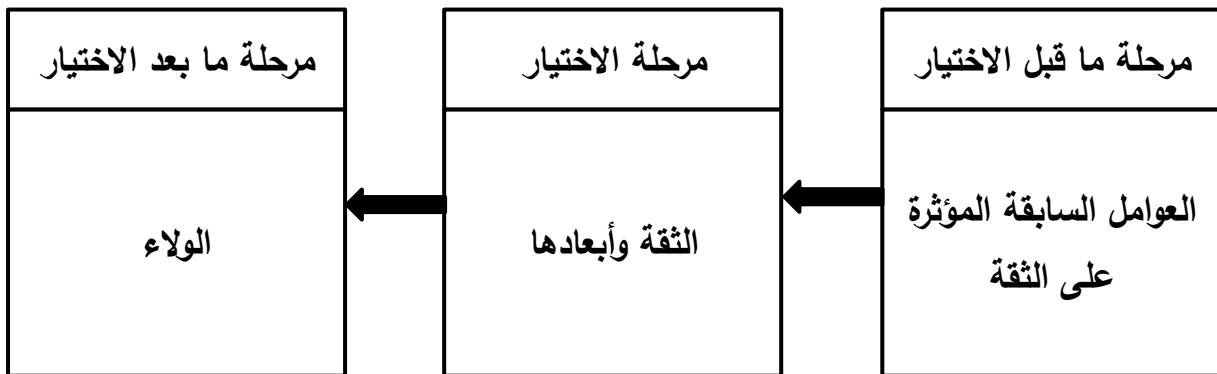 مرحلة ما قبل الاختيار
العوامل السابقة المؤثرة
على الثقة
مرحلة الاختيار
الثقة وأبعادها
مرحلة ما بعد الاختيار
الولاء